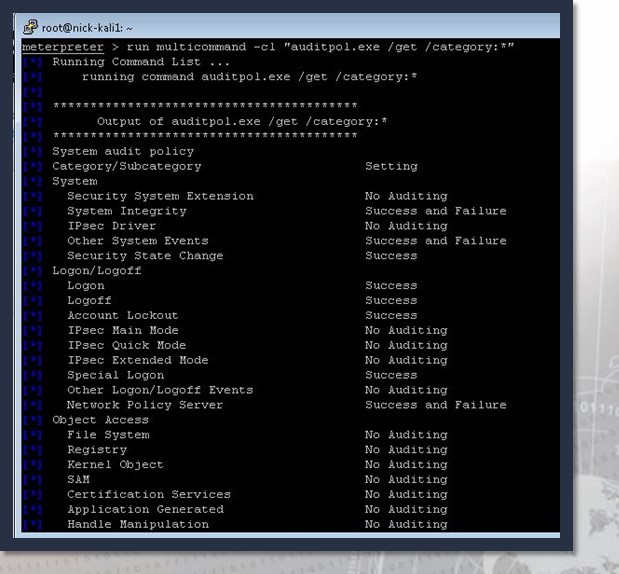 root@nick-kali1: ~
meterpreter > run multicommand -cl "auditpol.exe /get /category:*"
[*] Running Command List ...
[*]     running command auditpol.exe /get /category:*
[*]
[*] *****************************************
[*]       Output of auditpol.exe /get /category:*
[*] *****************************************
[*] System audit policy
[*] Category/Subcategory Setting
[*] System
[*]   Security System Extension No Auditing
[*]   System Integrity Success and Failure
[*]   IPsec Driver No Auditing
[*]   Other System Events Success and Failure
[*]   Security State Change Success
[*] Logon/Logoff
[*]   Logon Success
[*]   Logoff Success
[*]   Account Lockout Success
[*]   IPsec Main Mode No Auditing
[*]   IPsec Quick Mode No Auditing
[*]   IPsec Extended Mode No Auditing
[*]   Special Logon Success
[*]   Other Logon/Logoff Events No Auditing
[*]   Network Policy Server Success and Failure
[*] Object Access
[*]   File System No Auditing
[*]   Registry No Auditing
[*]   Kernel Object No Auditing
[*]   SAM No Auditing
[*]   Certification Services No Auditing
[*]   Application Generated No Auditing
[*]   Handle Manipulation No Auditing